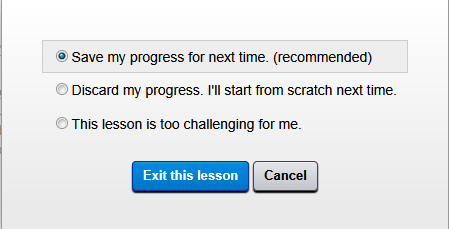 Save my progress for next time. (recommended)
Discard my progress. I'll start from scratch next time.
This lesson is too challenging for me.
Exit this lesson
Cancel